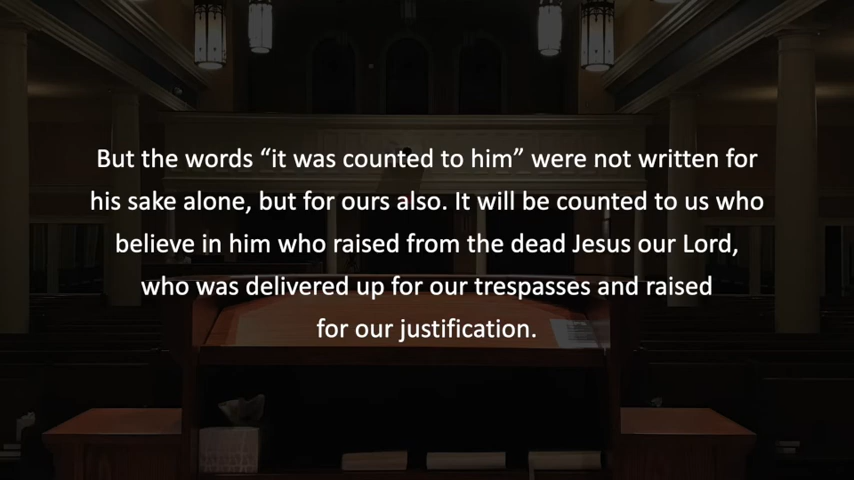 But the words “it was counted to him” were not written for
his sake alone, but for ours also. It will be counted to us who
believe in him who raised from the dead Jesus our Lord,
who was delivered up for our trespasses and raised
for our justification.